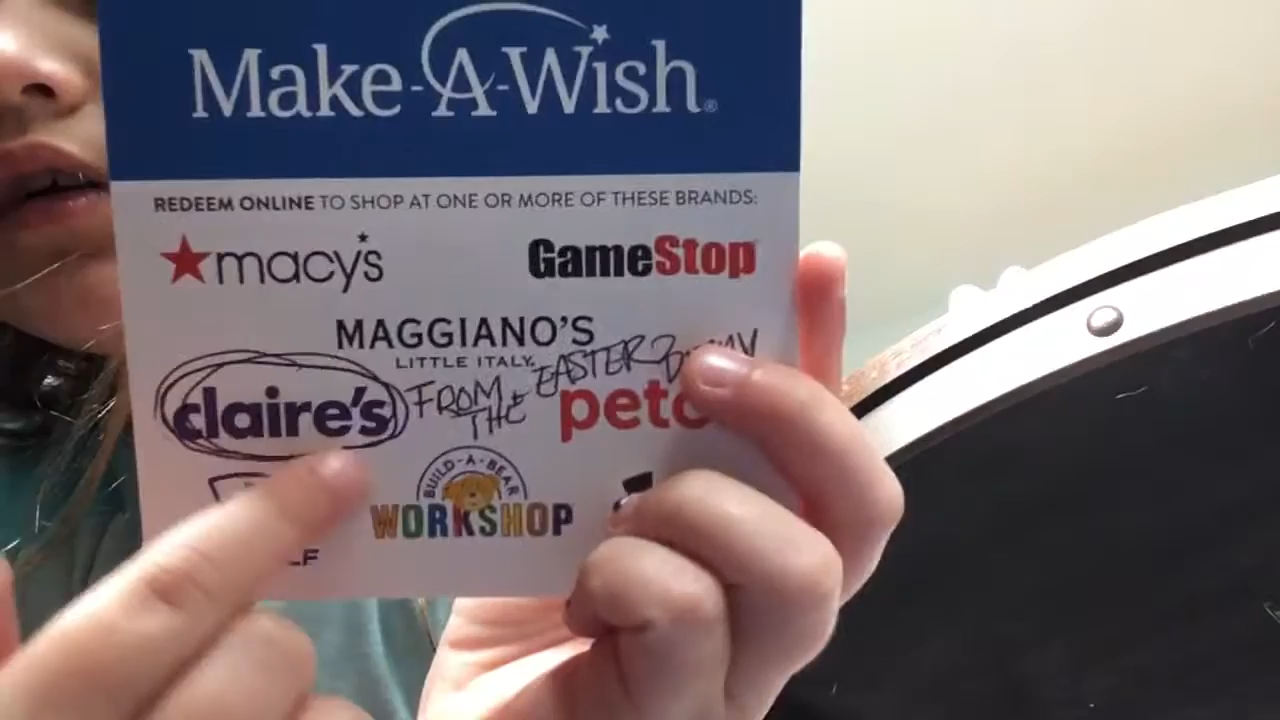 Make-A-Wish®
REDEEM ONLINE TO SHOP AT ONE OR MORE OF THESE BRANDS:
macy's
GameStop
MAGGIANO'S
LITTLE ITALY
claire's
FROM THE EASTER
BUILD-A-BEAR
WORKSHOP